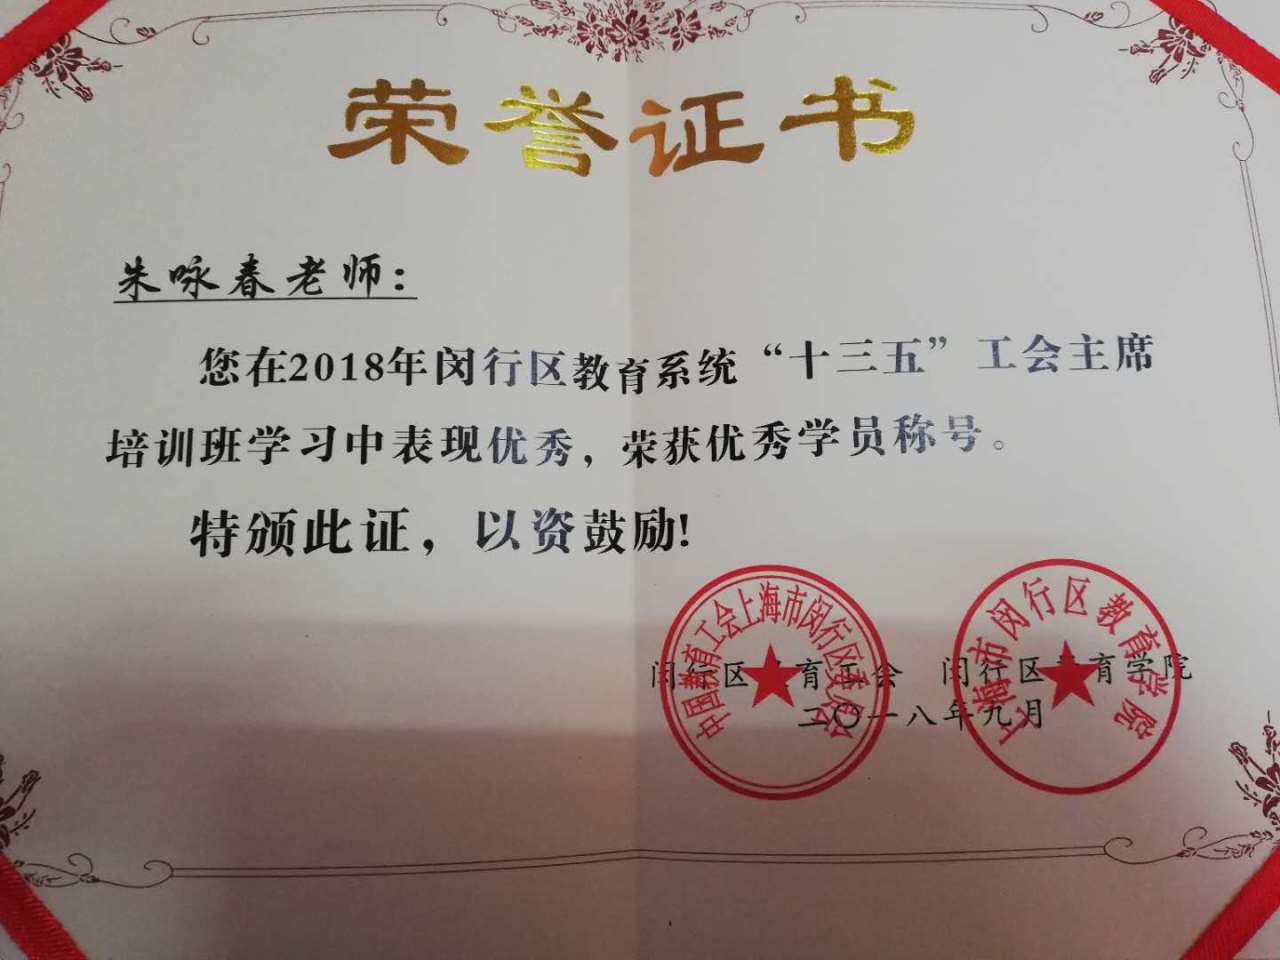 荣誉证书
朱咏春老师：
您在2018年闵行区教育系统“十三五”工会主席
培训班学习中表现优秀，荣获优秀学员称号。
特颁此证，以资鼓励!
中国教育工会上海市闵行区委员会
上海市闵行区教育学院
闵行区教育工会 闵行区教育学院
二〇一八年九月